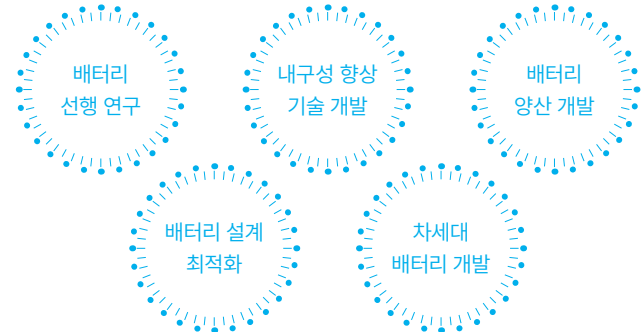 배터리
선행 연구
내구성 향상
기술 개발
배터리
양산 개발
배터리 설계
최적화
차세대
배터리 개발